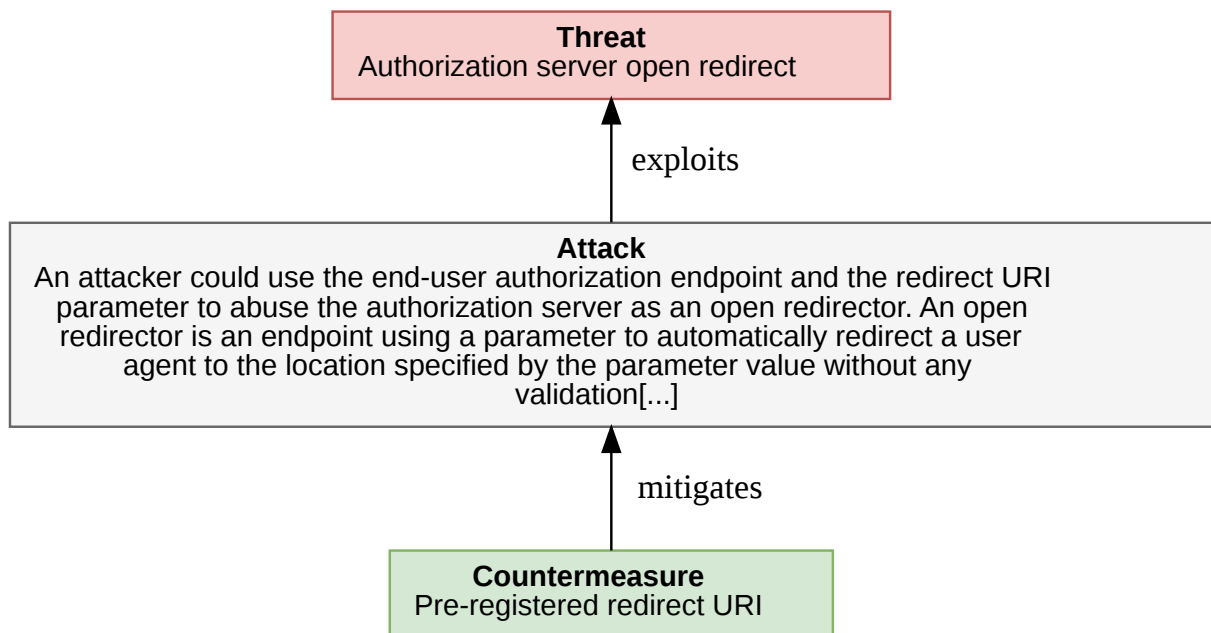 Threat
Authorization server open redirect
exploits
Attack
An attacker could use the end-user authorization endpoint and the redirect URI
parameter to abuse the authorization server as an open redirector. An open
redirector is an endpoint using a parameter to automatically redirect a user
agent to the location specified by the parameter value without any
validation[...]
mitigates
Countermeasure
Pre-registered redirect URI